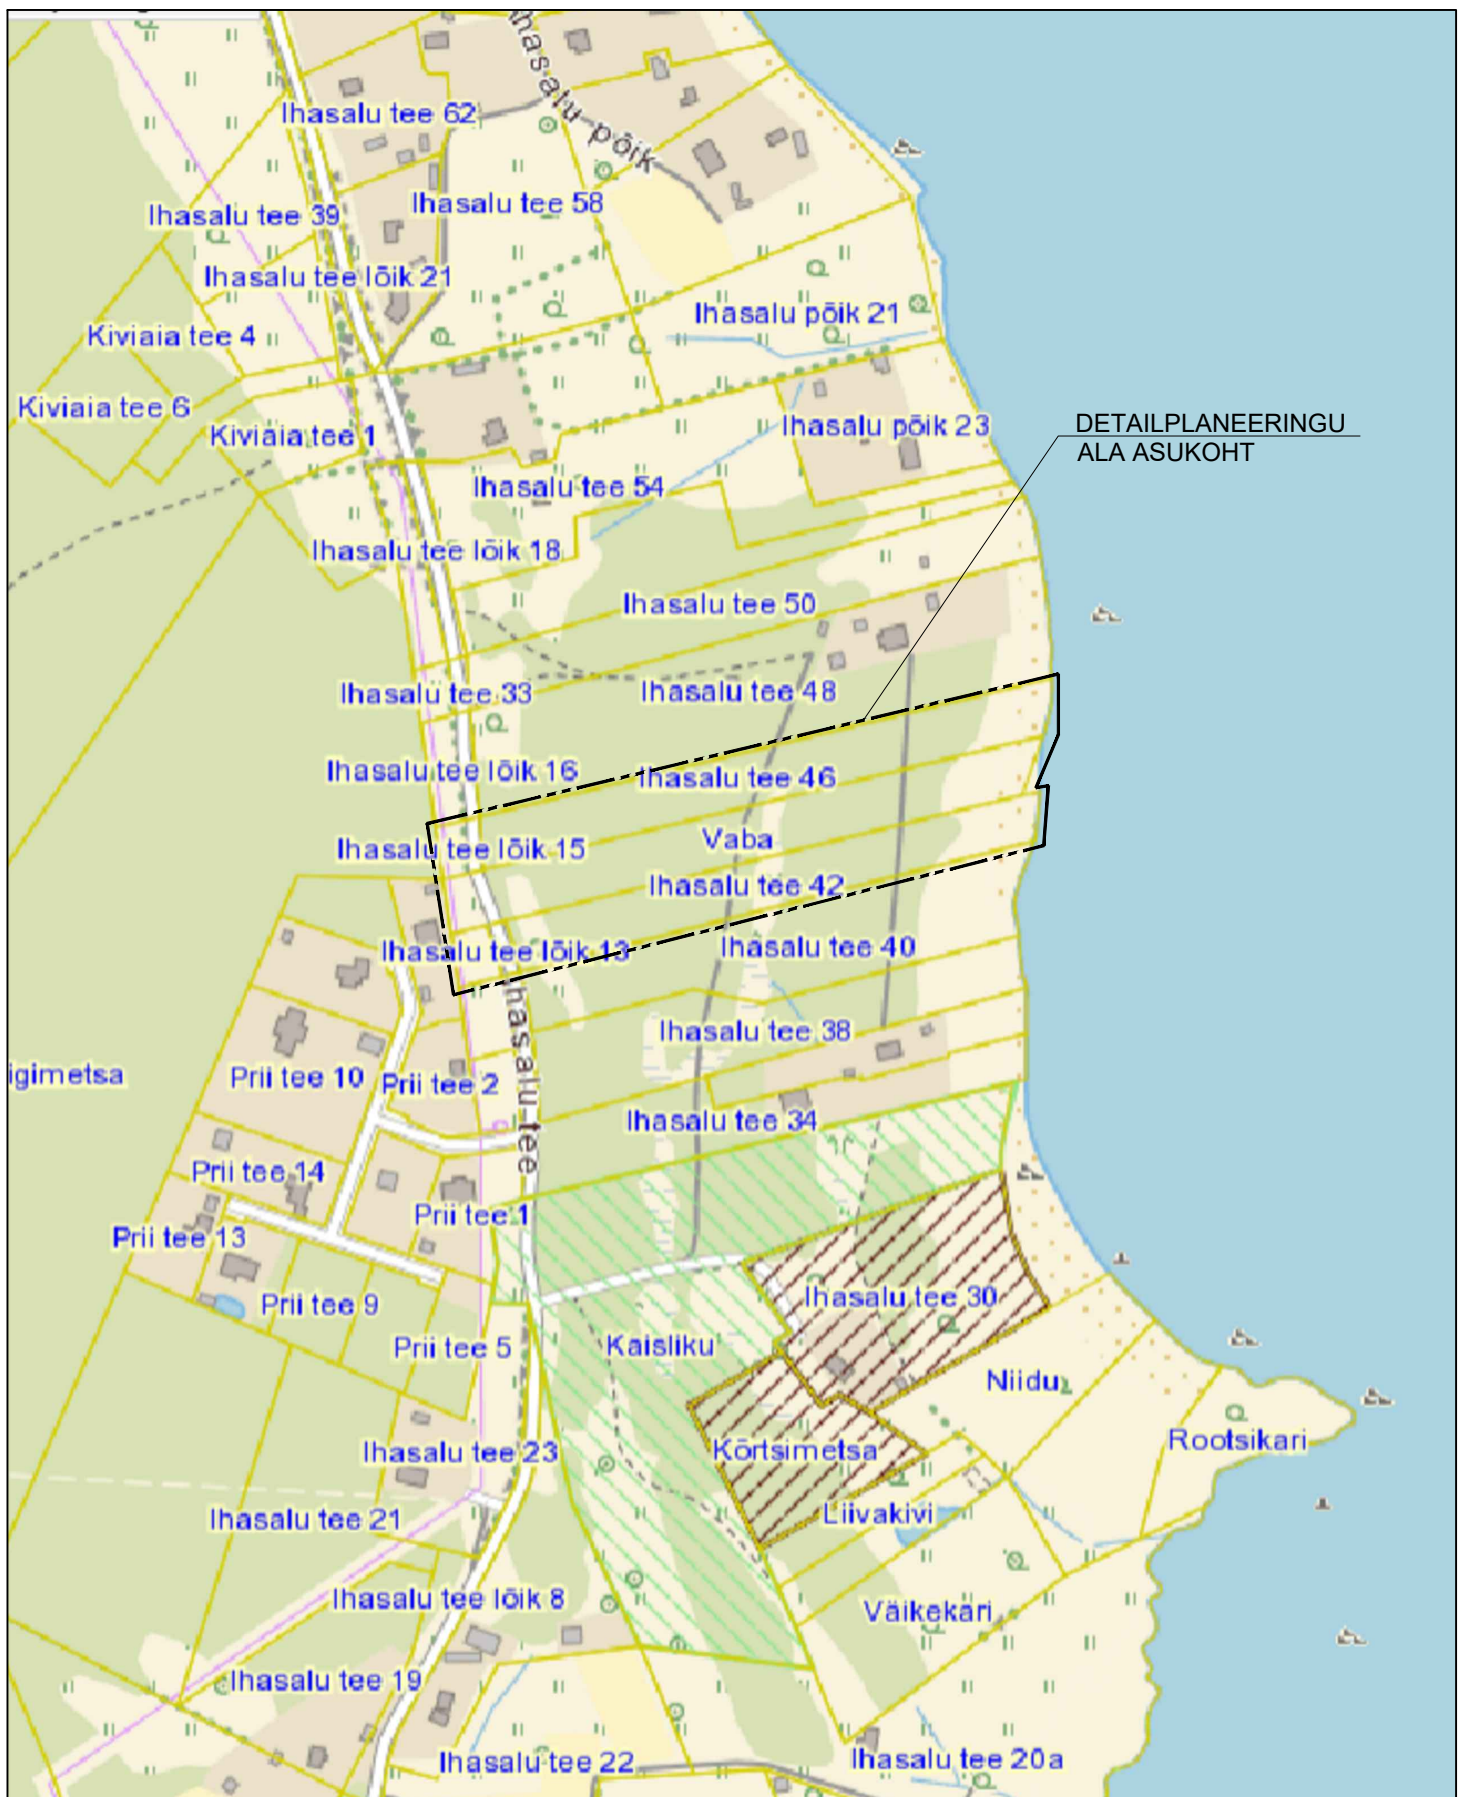 Ihasalu põik
Ihasalu tee 62
Ihasalu tee 58
Ihasalu tee 39
Ihasalu tee lõik 21
Ihasalu põik 21
Kiviaia tee 4
Kiviaia tee 6
DETAILPLANEERINGU
ALA ASUKOHT
Ihasalu põik 23
Kiviaia tee 1
Ihasalu tee 54
Ihasalu tee lõik 18
Ihasalu tee 50
Ihasalu tee 33
Ihasalu tee 48
Ihasalu tee lõik 16
Ihasalu tee 46
Ihasalu tee lõik 15
Vaba
Ihasalu tee 42
Ihasalu tee lõik 13
Ihasalu tee 40
Ihasalu tee
Ihasalu tee 38
igimetsa
Prii tee 10
Prii tee 2
Ihasalu tee 34
Prii tee 14
Prii tee 1
Prii tee 13
Prii tee 9
Ihasalu tee 30
Prii tee 5
Kaisliku
Niidu
Rootsikari
Ihasalu tee 23
Kõrtsimetsa
Ihasalu tee 21
Liivakivi
Ihasalu tee lõik 8
Väikekari
Ihasalu tee 19
Ihasalu tee 22
Ihasalu tee 20a